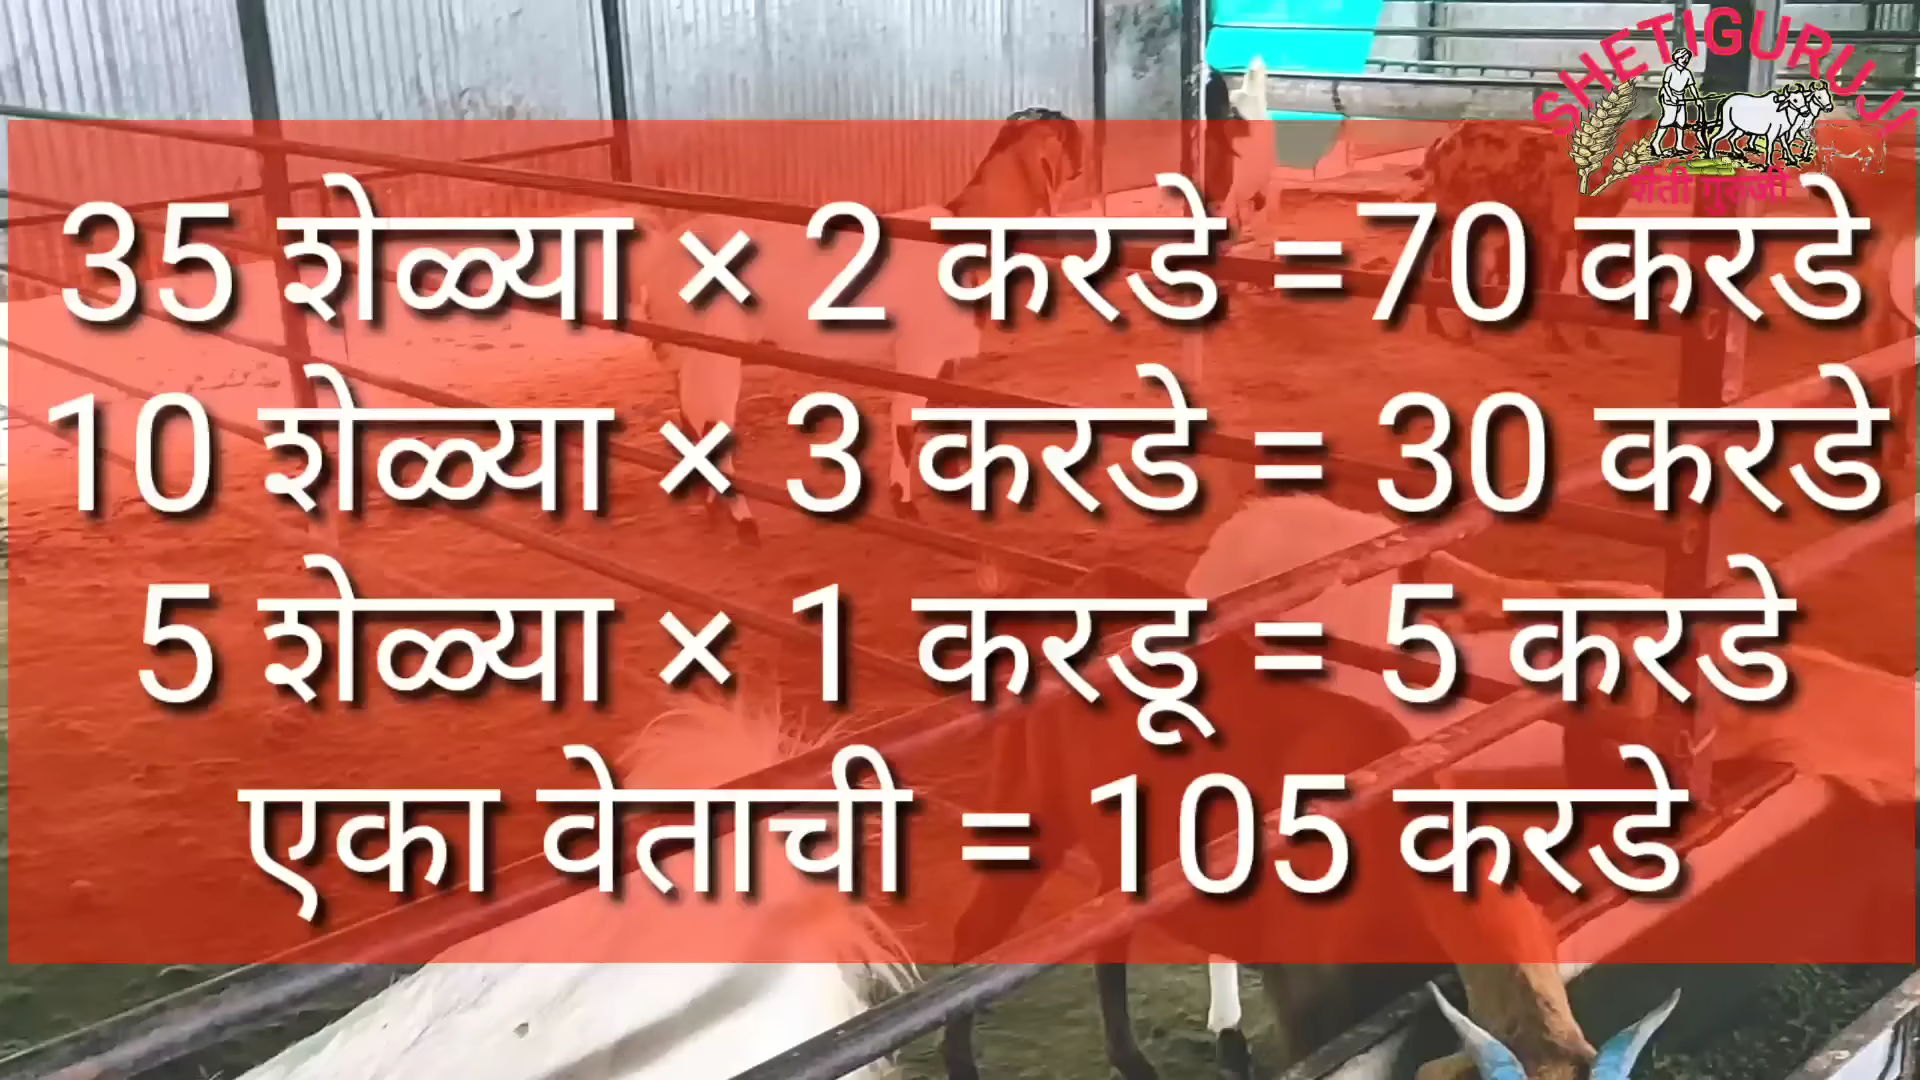 SHETIGURUJI
शेती गुरुजी
35 शेळ्या × 2 करडे =70 करडे
10 शेळ्या × 3 करडे = 30 करडे
5 शेळ्या × 1 करडू = 5 करडे
एका वेताची = 105 करडे